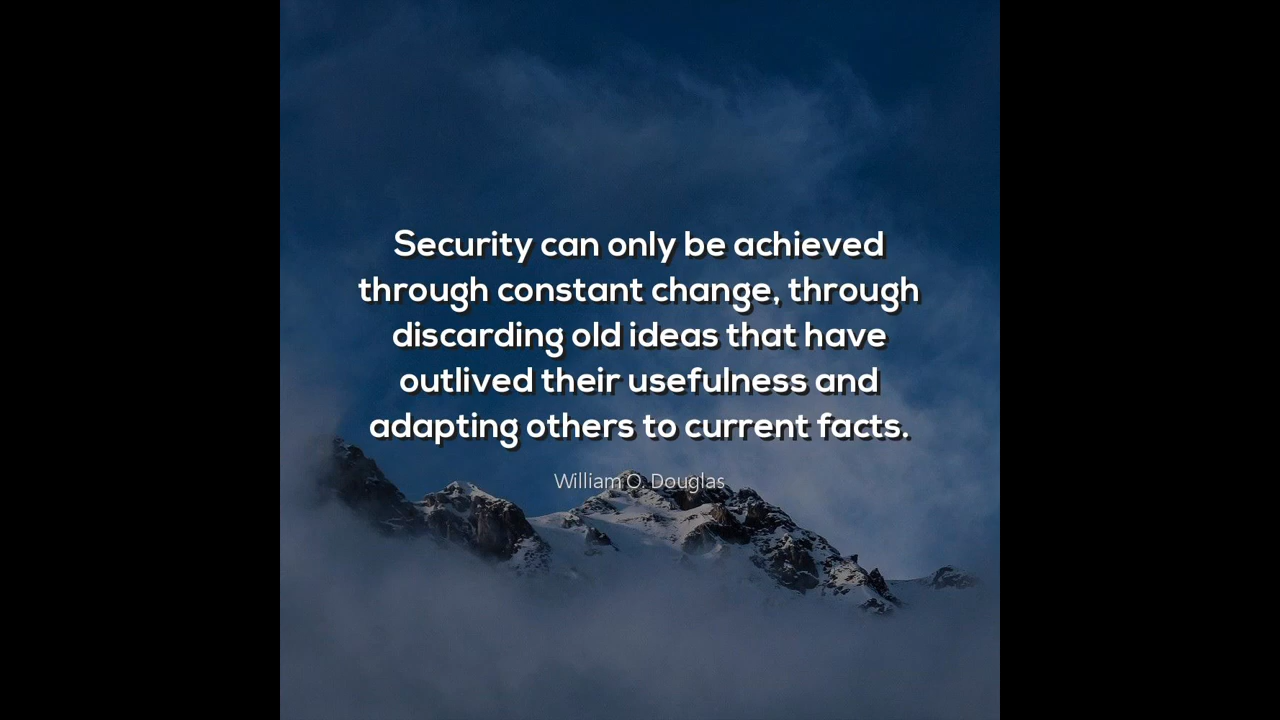 Security can only be achieved
through constant change, through
discarding old ideas that have
outlived their usefulness and
adapting others to current facts.
William O. Douglas